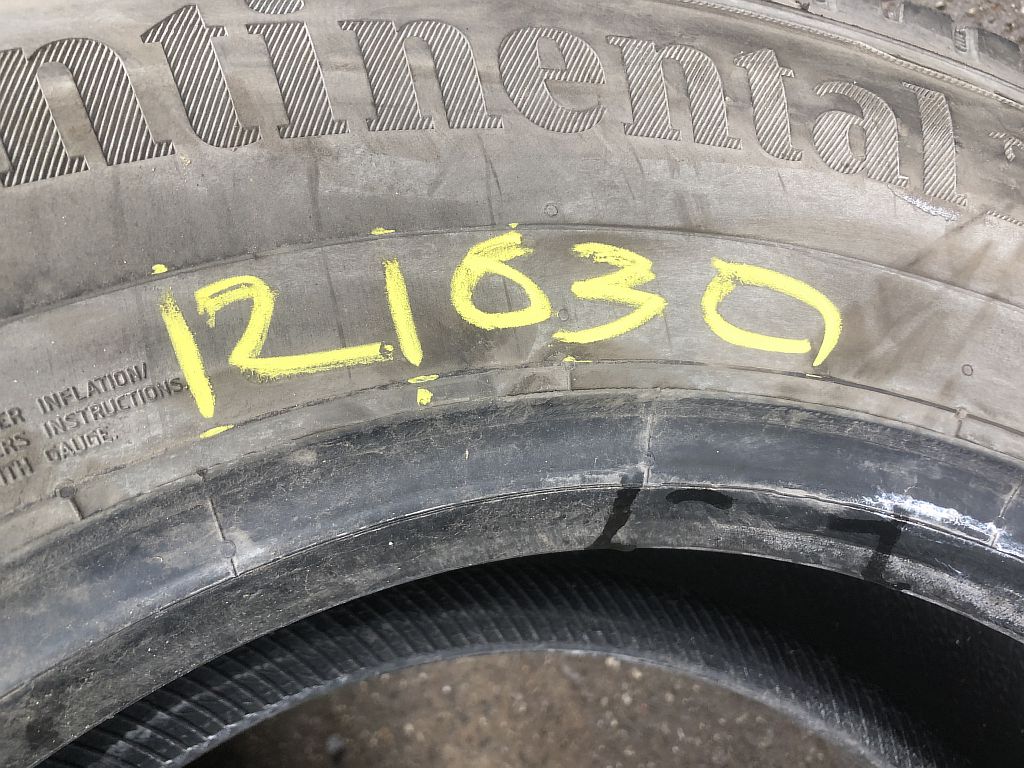 ntinental
121630
ER INFLATION/
ERS INSTRUCTIONS
ITH GAUGE.